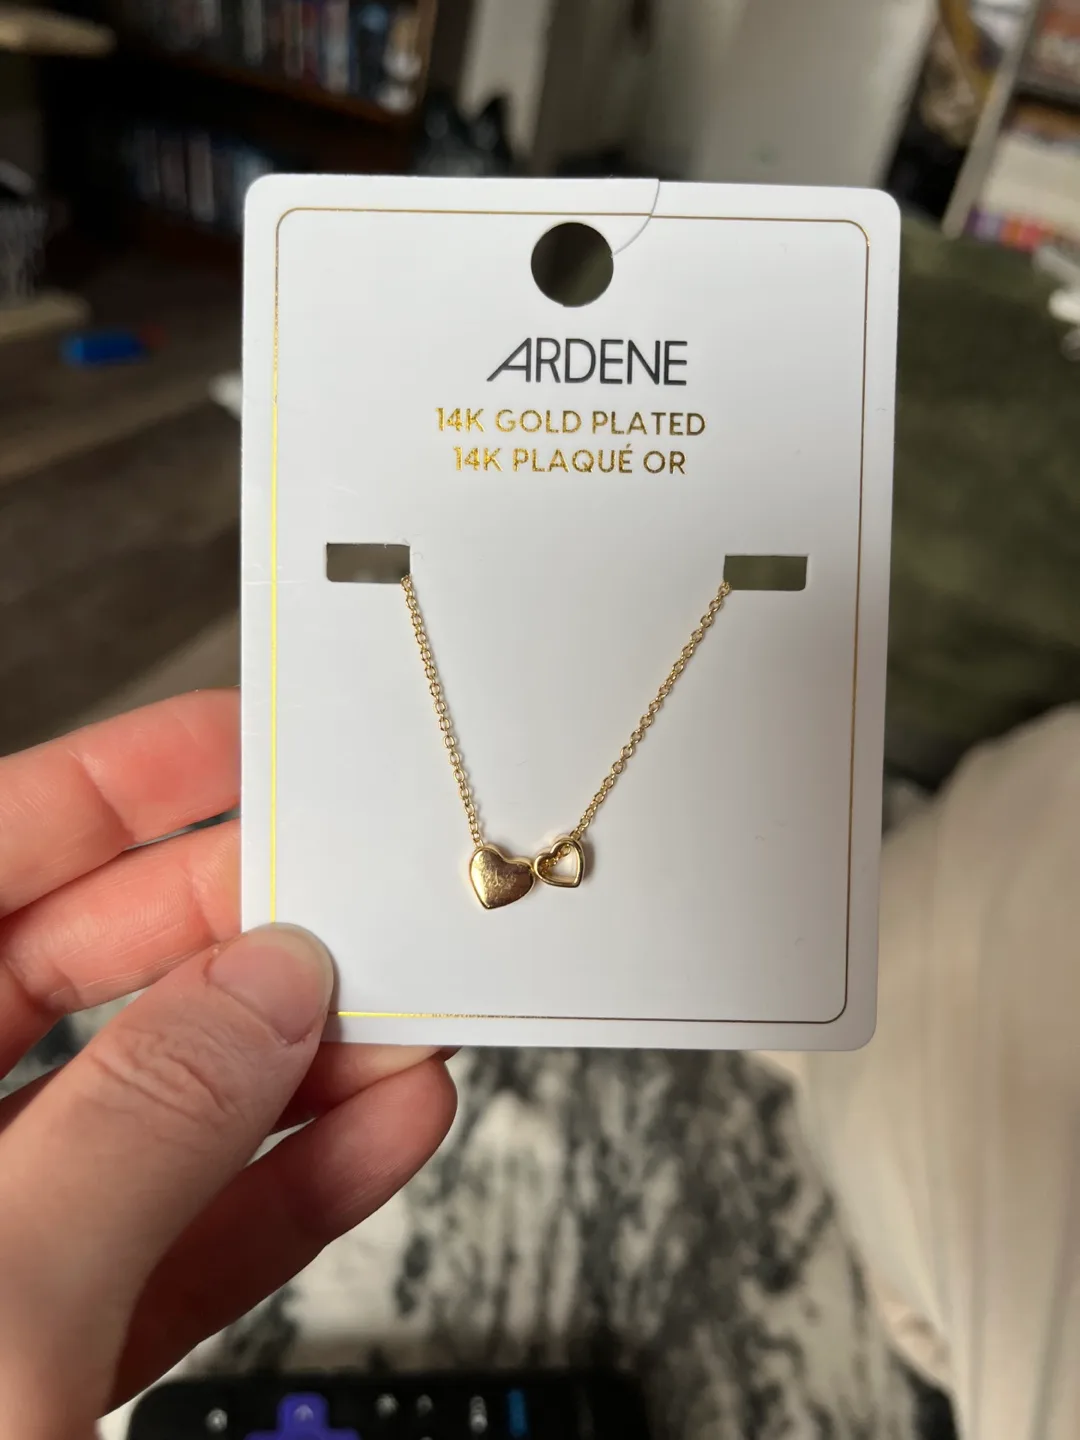 ARDENE
14K GOLD PLATED
14K PLAQUÉ OR